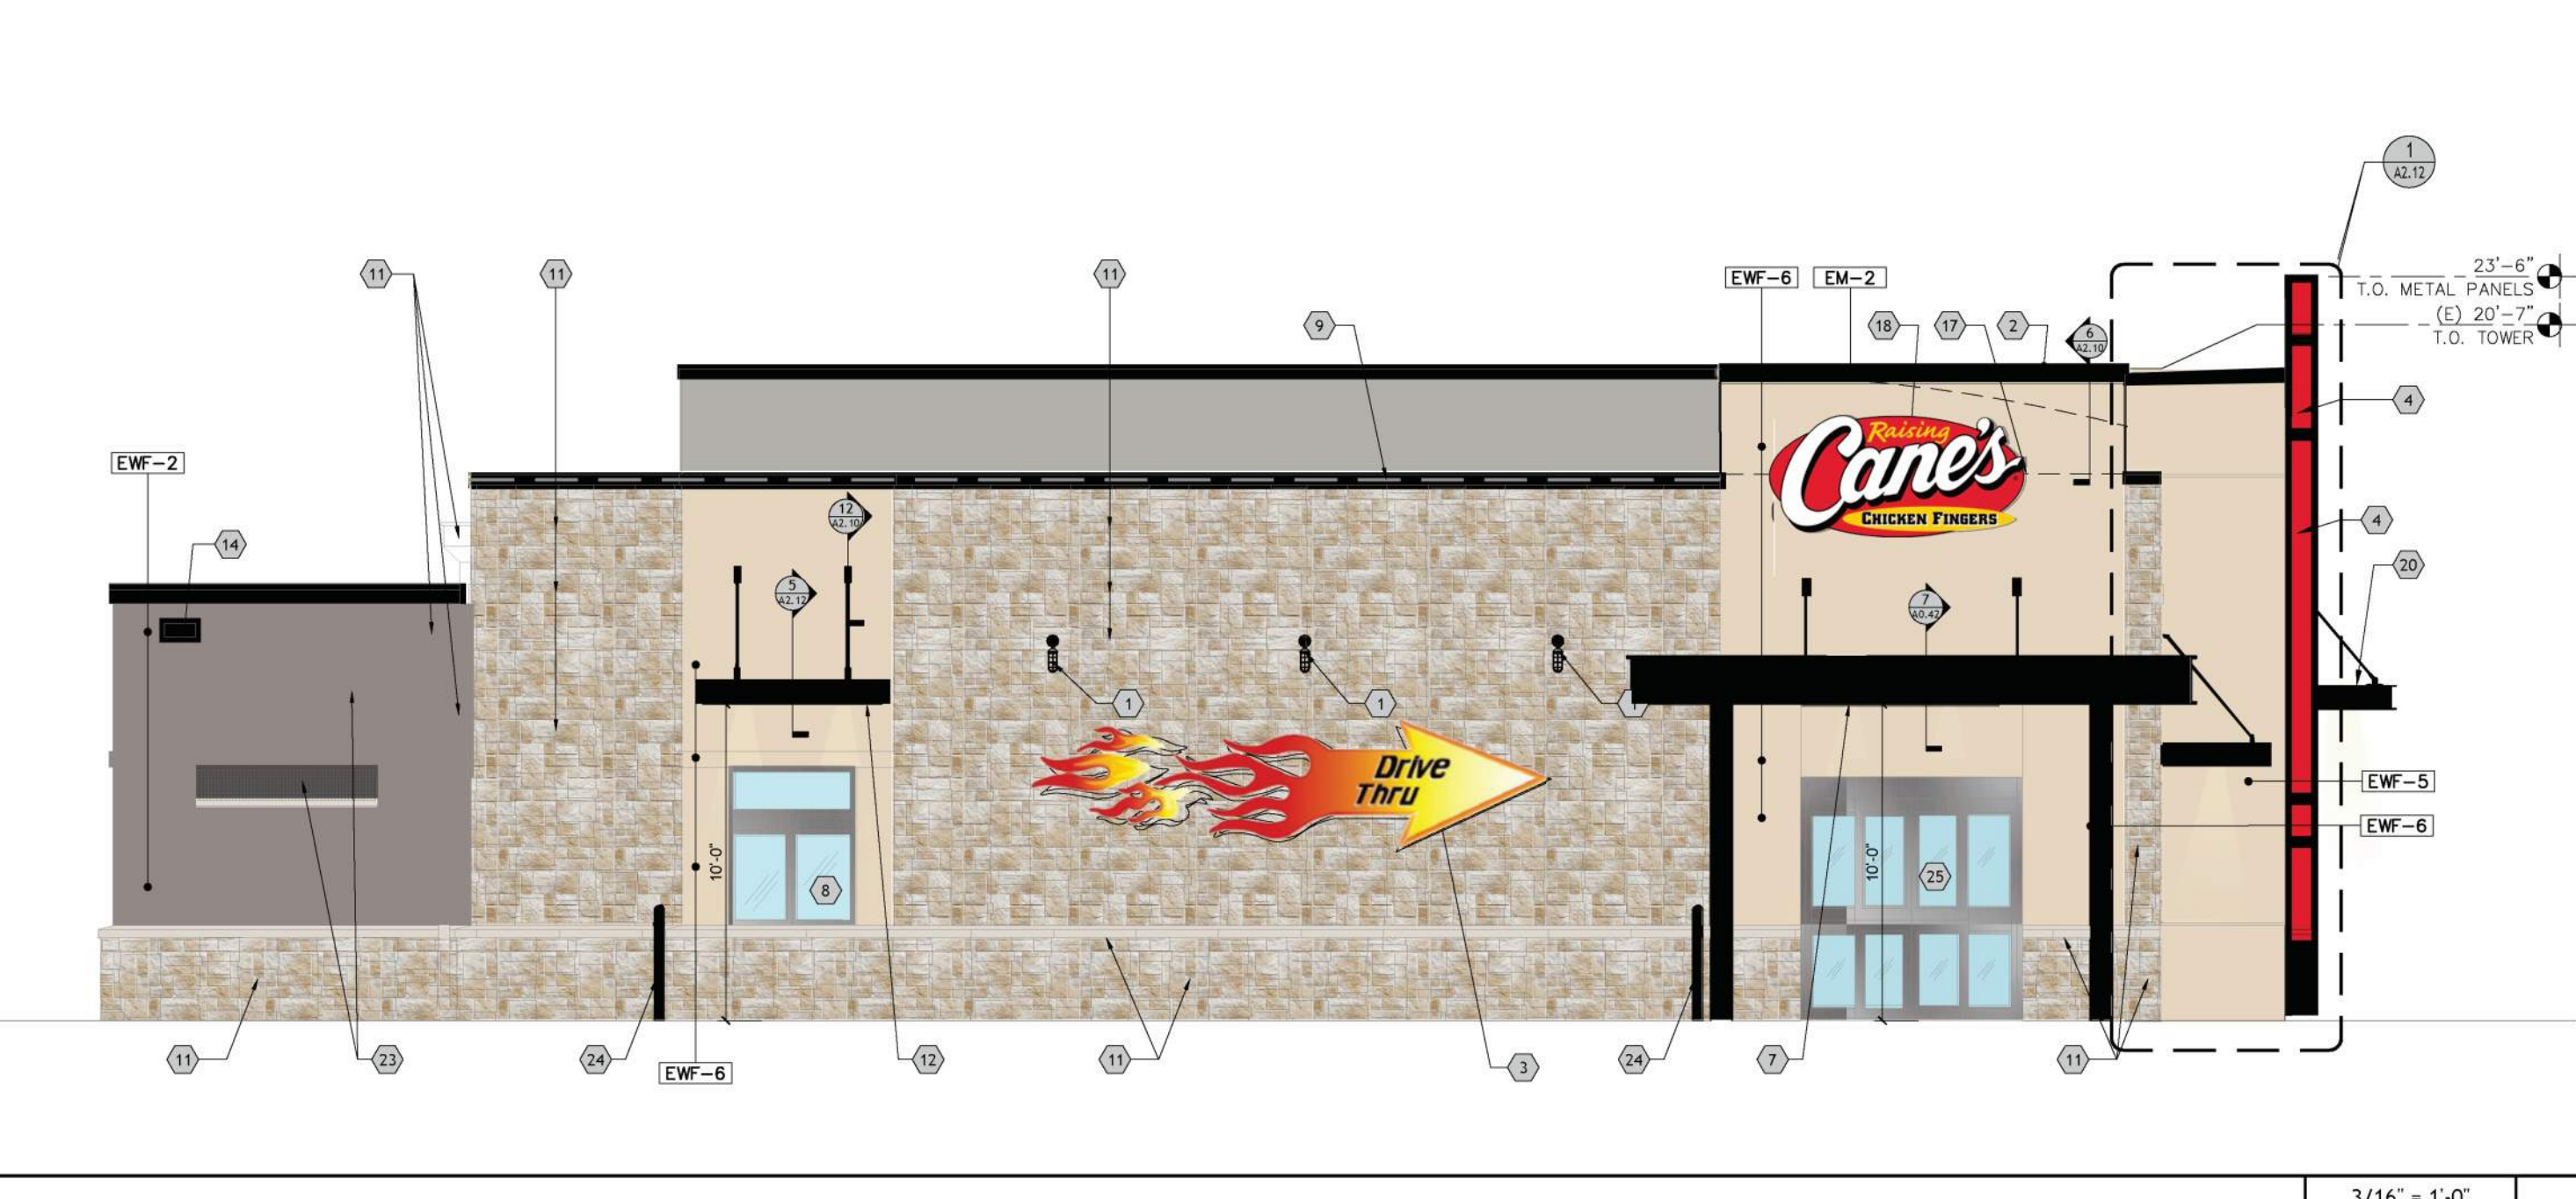 1
A2.12
11
11
11
EWF-6
EM-2
23'-6"
T.O. METAL PANELS
(E) 20'-7"
T.O. TOWER
9
18
17
2
6
A2.10
4
Raising
Cane's
CHICKEN FINGERS
EWF-2
14
12
A2.10
4
20
5
A2.12
7
A0.42
1
1
1
Drive
Thru
EWF-5
EWF-6
10'-0"
8
10'-0"
25
11
23
24
EWF-6
12
11
3
24
7
11
3/16" = 1'-0"